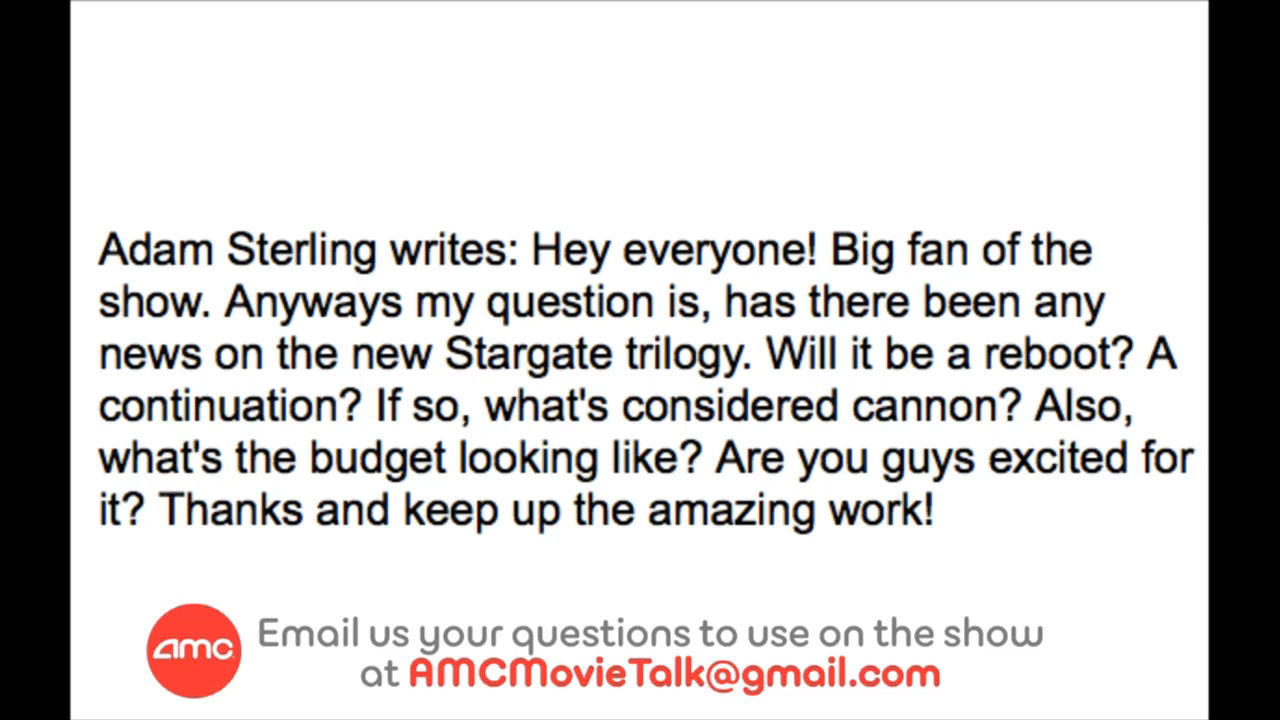 Adam Sterling writes: Hey everyone! Big fan of the
show. Anyways my question is, has there been any
news on the new Stargate trilogy. Will it be a reboot? A
continuation? If so, what's considered cannon? Also,
what's the budget looking like? Are you guys excited for
it? Thanks and keep up the amazing work!
amc
Email us your questions to use on the show
at AMCMovieTalk@gmail.com